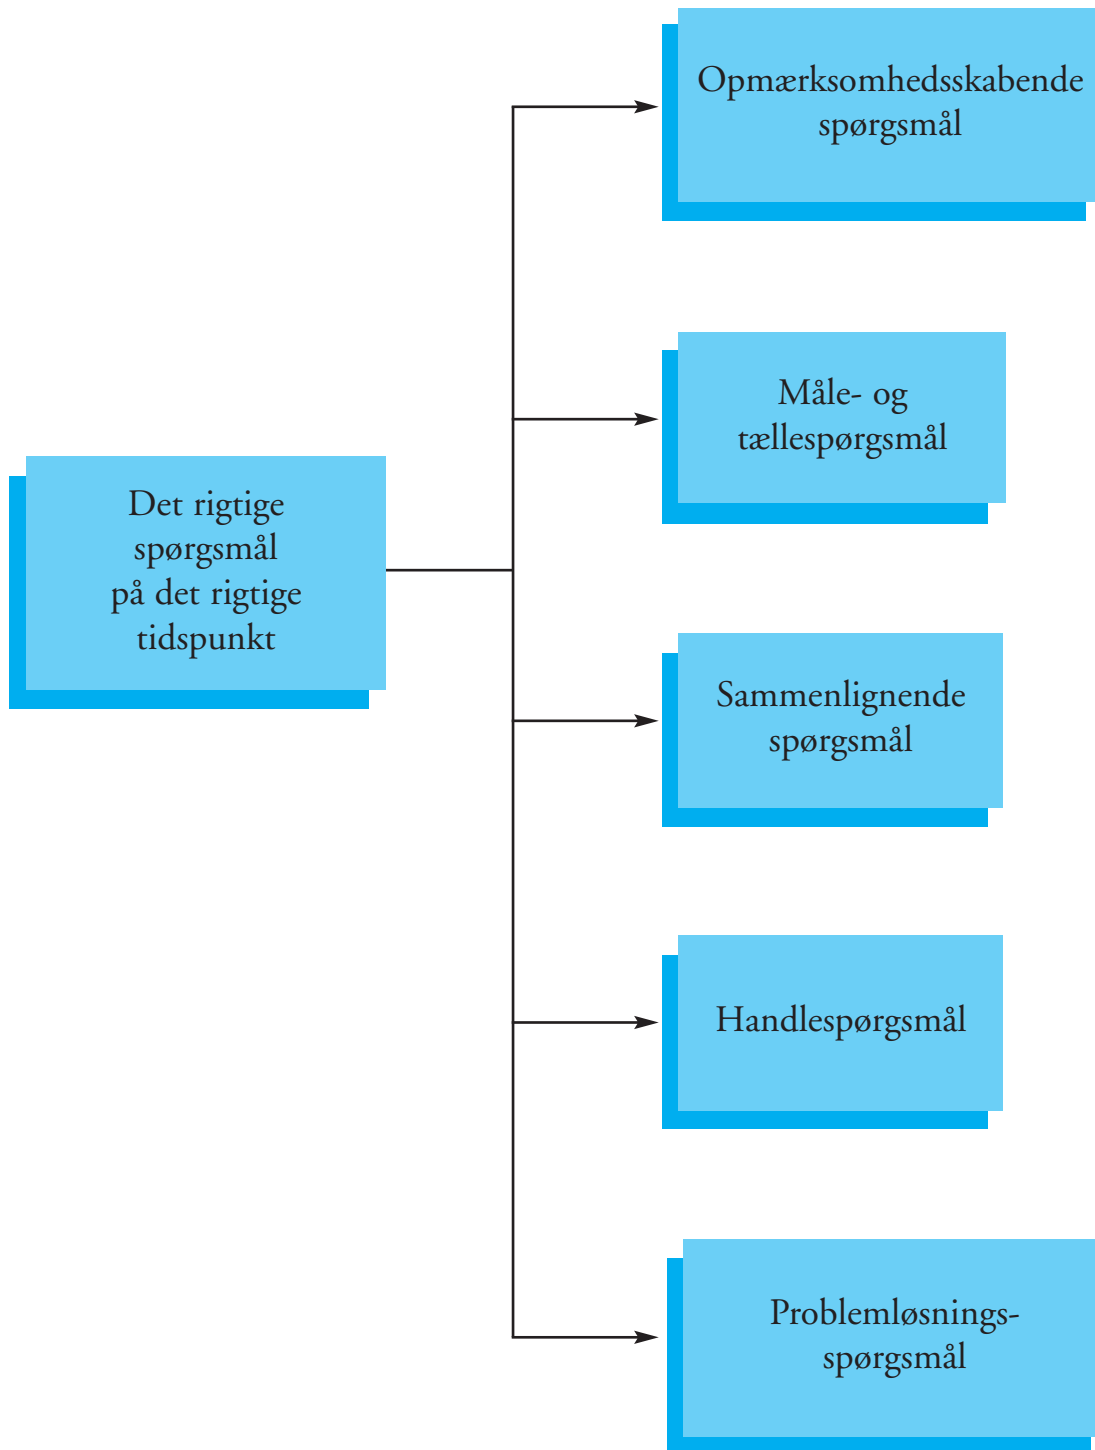 Opmærksomhedsskabende
spørgsmål
Måle- og
tællespørgsmål
Det rigtige
spørgsmål
på det rigtige
tidspunkt
Sammenlignende
spørgsmål
Handlespørgsmål
Problemløsnings-
spørgsmål